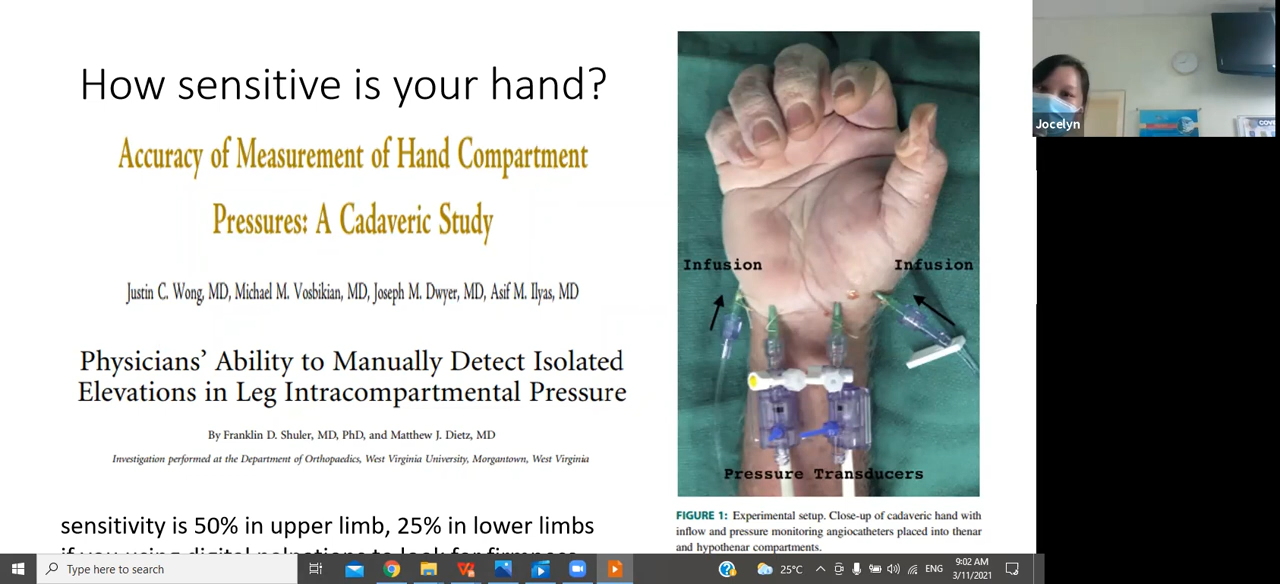 How sensitive is your hand?
Accuracy of Measurement of Hand Compartment
Pressures: A Cadaveric Study
Justin C. Wong, MD, Michael M. Vosbikian, MD, Joseph M. Dwyer, MD, Asif M. Ilyas, MD
Physicians’ Ability to Manually Detect Isolated
Elevations in Leg Intracompartmental Pressure
By Franklin D. Shuler, MD, PhD, and Matthew J. Dietz, MD
Investigation performed at the Department of Orthopaedics, West Virginia University, Morgantown, West Virginia
sensitivity is 50% in upper limb, 25% in lower limbs
if you using digital palpations to look for firmness
Infusion
Infusion
Pressure Transducers
FIGURE 1: Experimental setup. Close-up of cadaveric hand with
inflow and pressure monitoring angiocatheters placed into thenar
and hypothenar compartments.
Jocelyn
Type here to search
25°C
ENG
9:02 AM
3/11/2021